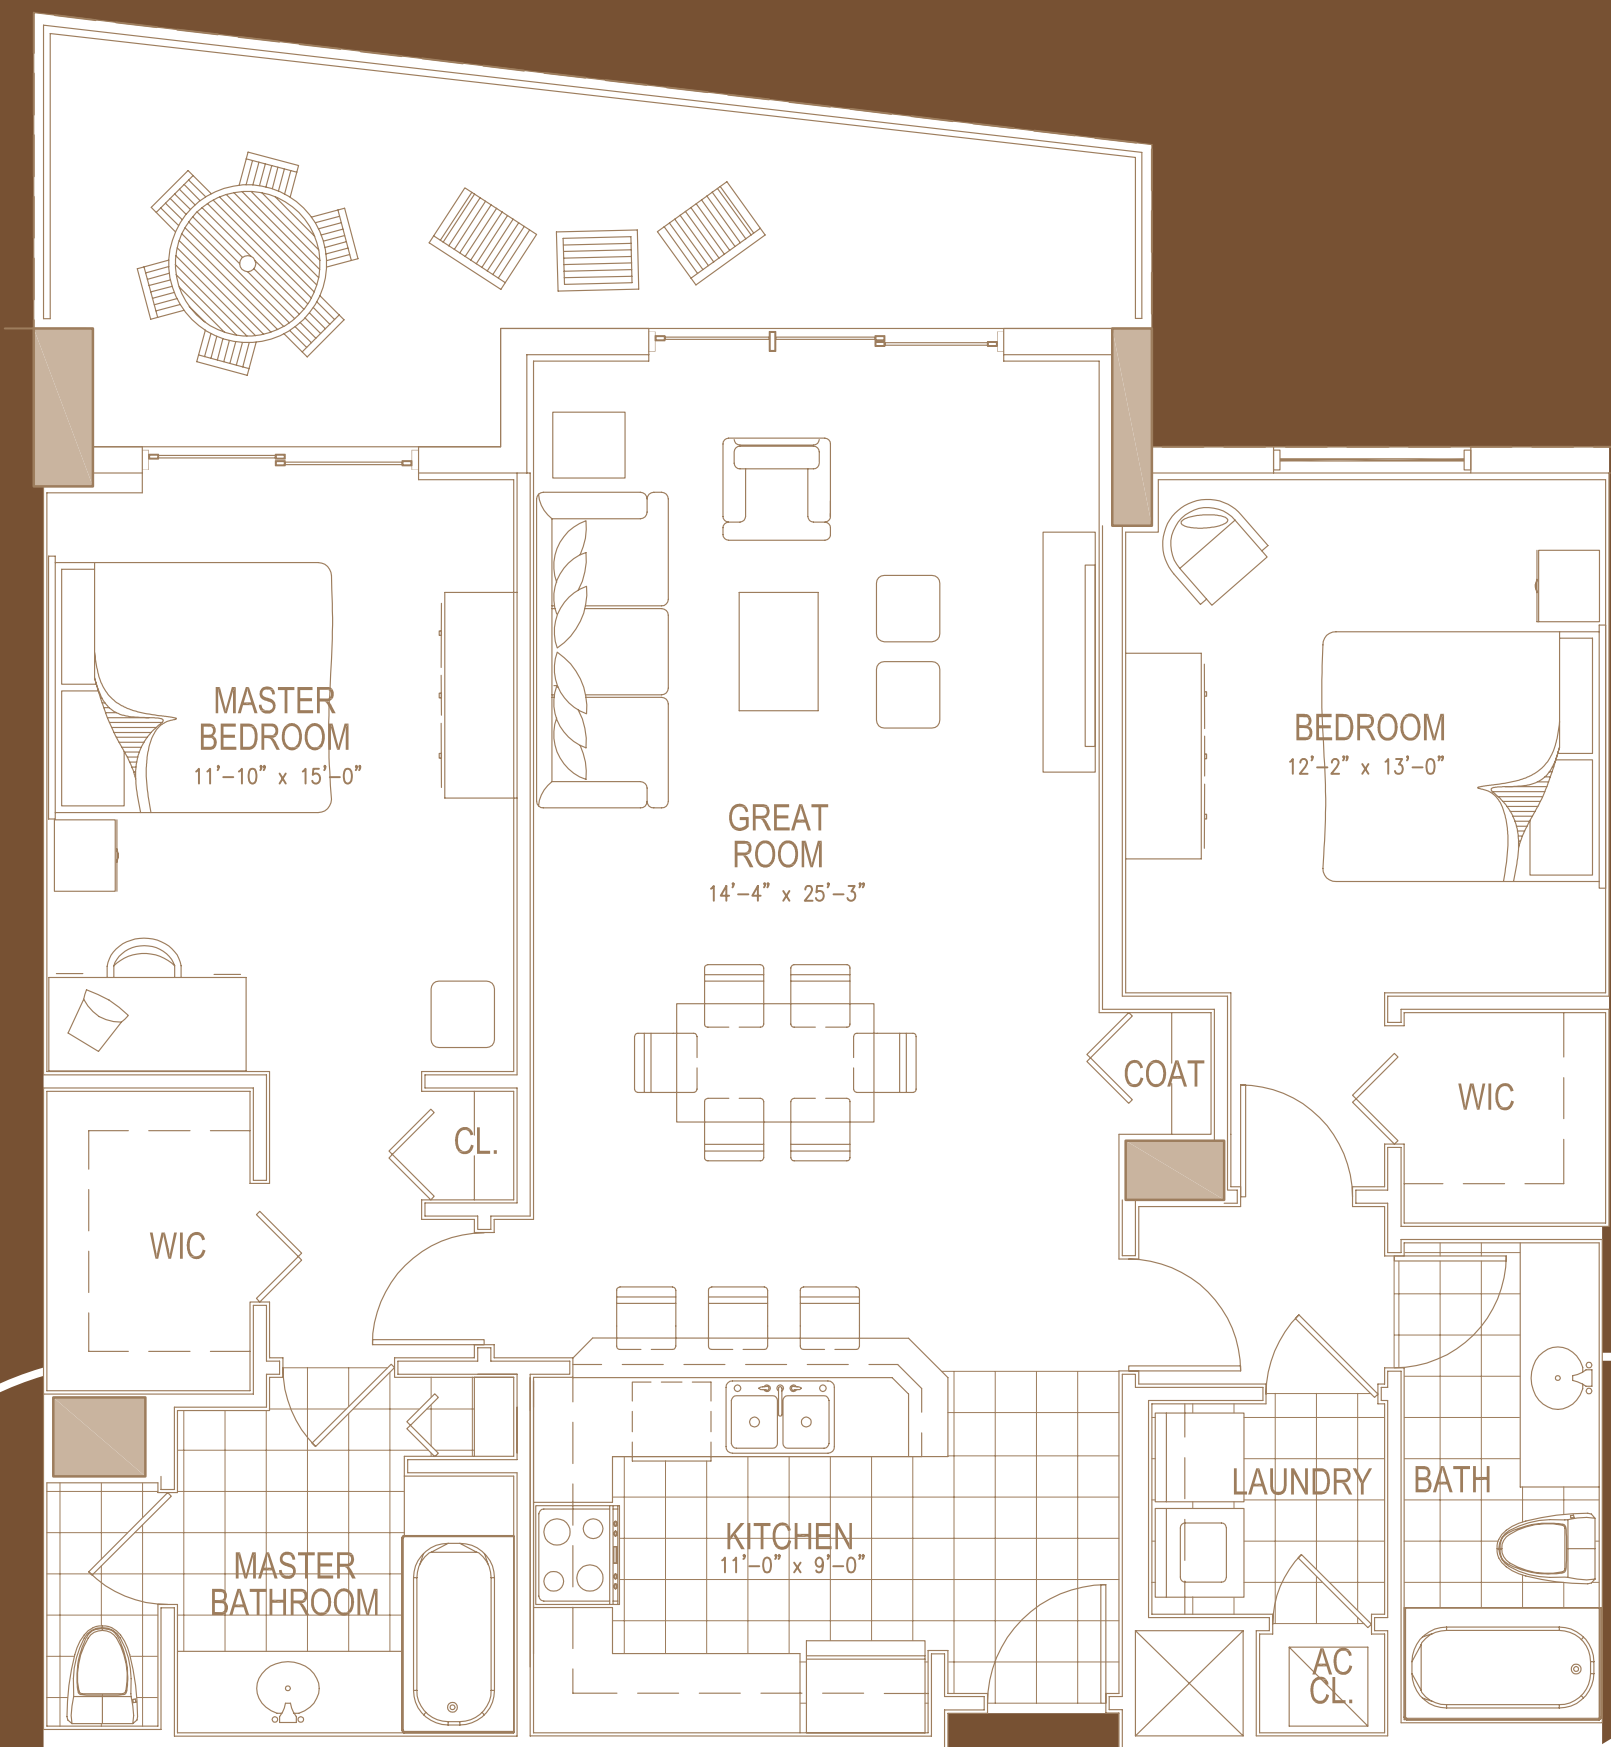 MASTER
BEDROOM
11'-10" x 15'-0"
BEDROOM
12'-2" x 13'-0"
GREAT
ROOM
14'-4" x 25'-3"
COAT
WIC
CL.
WIC
LAUNDRY
BATH
KITCHEN
11'-0" x 9'-0"
MASTER
BATHROOM
AC
CL.